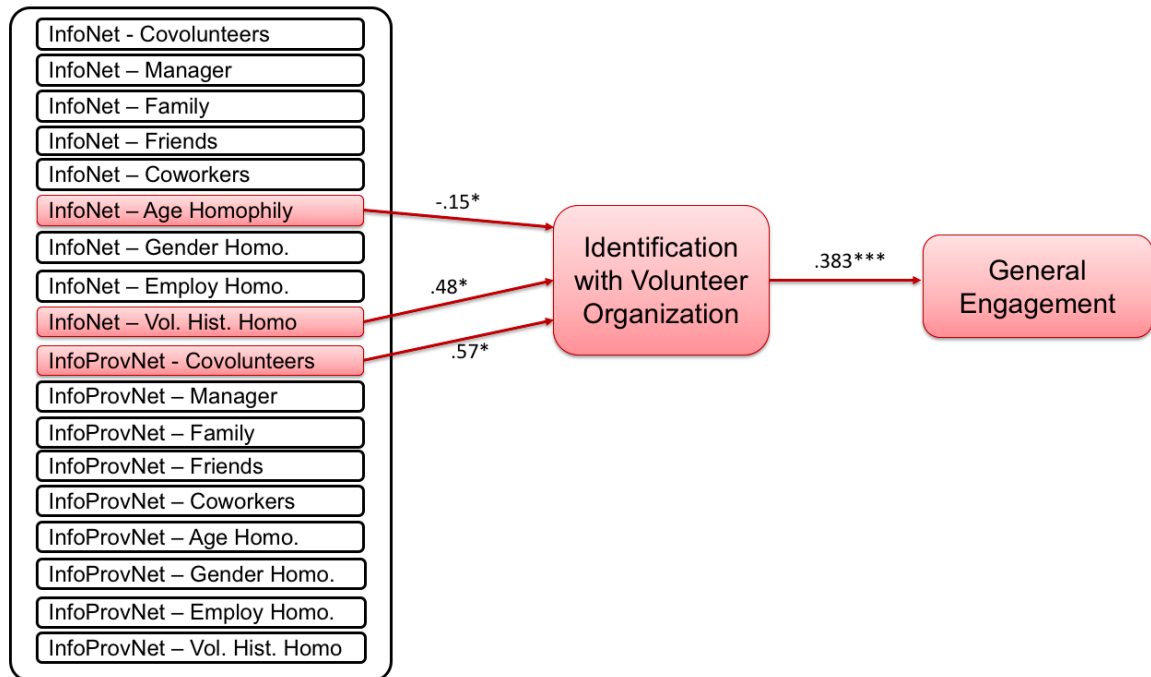 InfoNet - Covolunteers
InfoNet – Manager
InfoNet – Family
InfoNet – Friends
InfoNet – Coworkers
InfoNet – Age Homophily
InfoNet – Gender Homo.
InfoNet – Employ Homo.
InfoNet – Vol. Hist. Homo
InfoProvNet - Covolunteers
InfoProvNet – Manager
InfoProvNet – Family
InfoProvNet – Friends
InfoProvNet – Coworkers
InfoProvNet – Age Homo.
InfoProvNet – Gender Homo.
InfoProvNet – Employ Homo.
InfoProvNet – Vol. Hist. Homo
-.15*
.48*
.57*
Identification
with Volunteer
Organization
.383***
General
Engagement